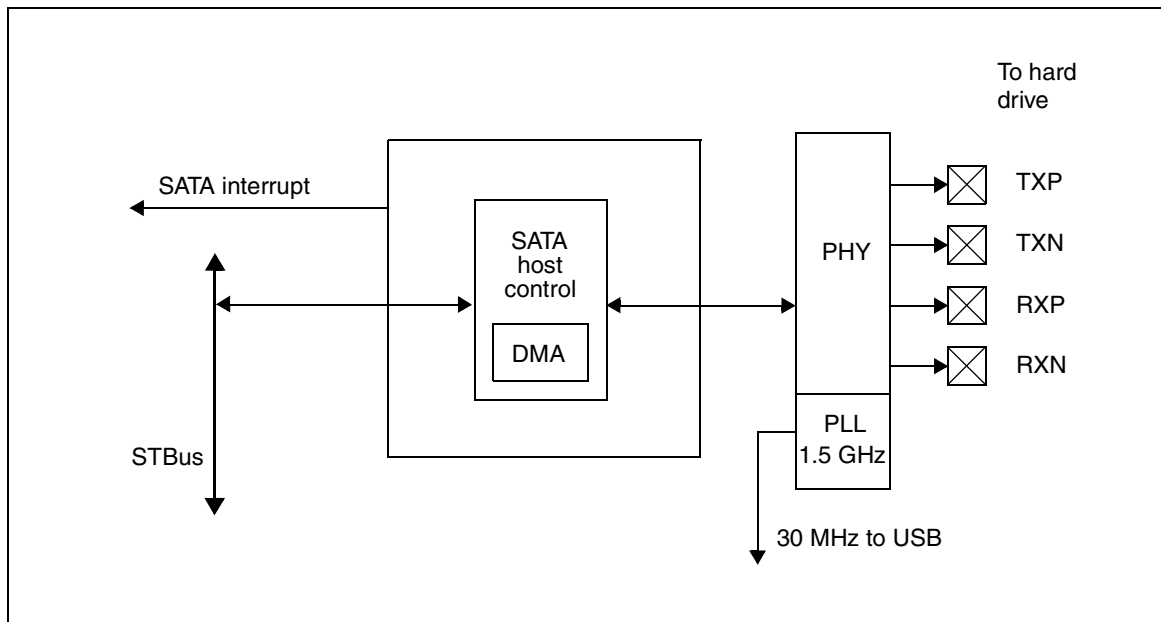 To hard
drive
SATA interrupt
TXP
SATA
host
control
PHY
TXN
RXP
DMA
RXN
PLL
1.5 GHz
STBus
30 MHz to USB